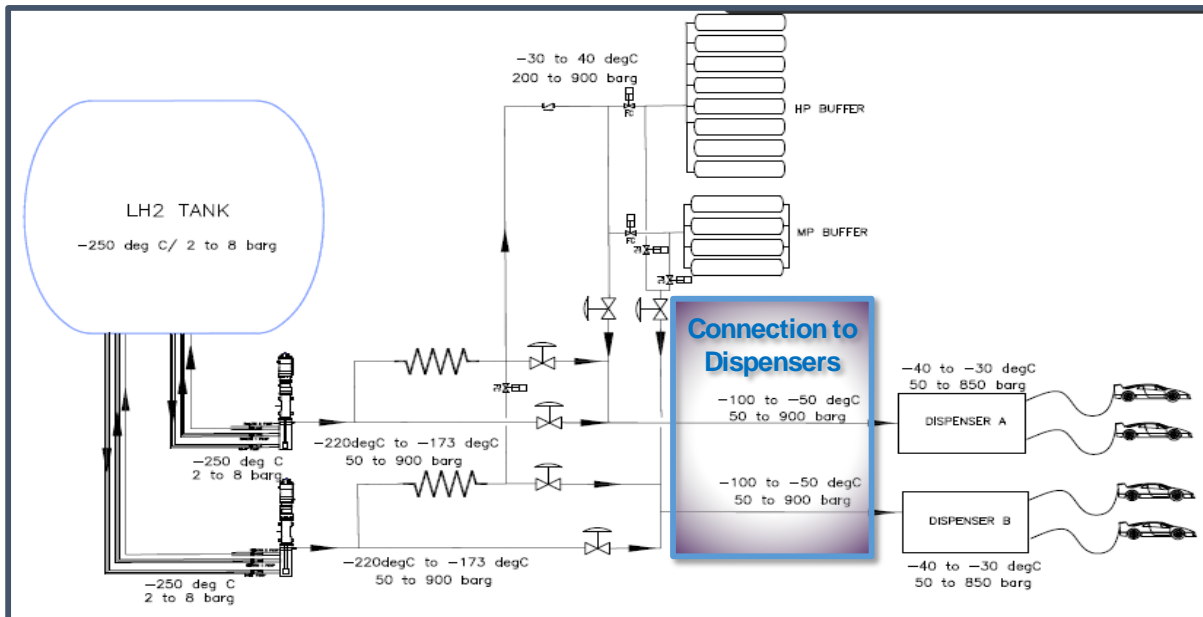 -30 to 40 degC
200 to 900 barg
FC
HP BUFFER
LH2 TANK
-250 deg C/ 2 to 8 barg
FC
MP BUFFER
Connection to
Dispensers
-40 to -30 degC
50 to 850 barg
-100 to -50 degC
50 to 900 barg
DISPENSER A
-220degC to -173 degC
50 to 900 barg
-250 deg C
2 to 8 barg
-100 to -50 degC
50 to 900 barg
DISPENSER B
-220degC to -173 degC
50 to 900 barg
-250 deg C
2 to 8 barg
-40 to -30 degC
50 to 850 barg